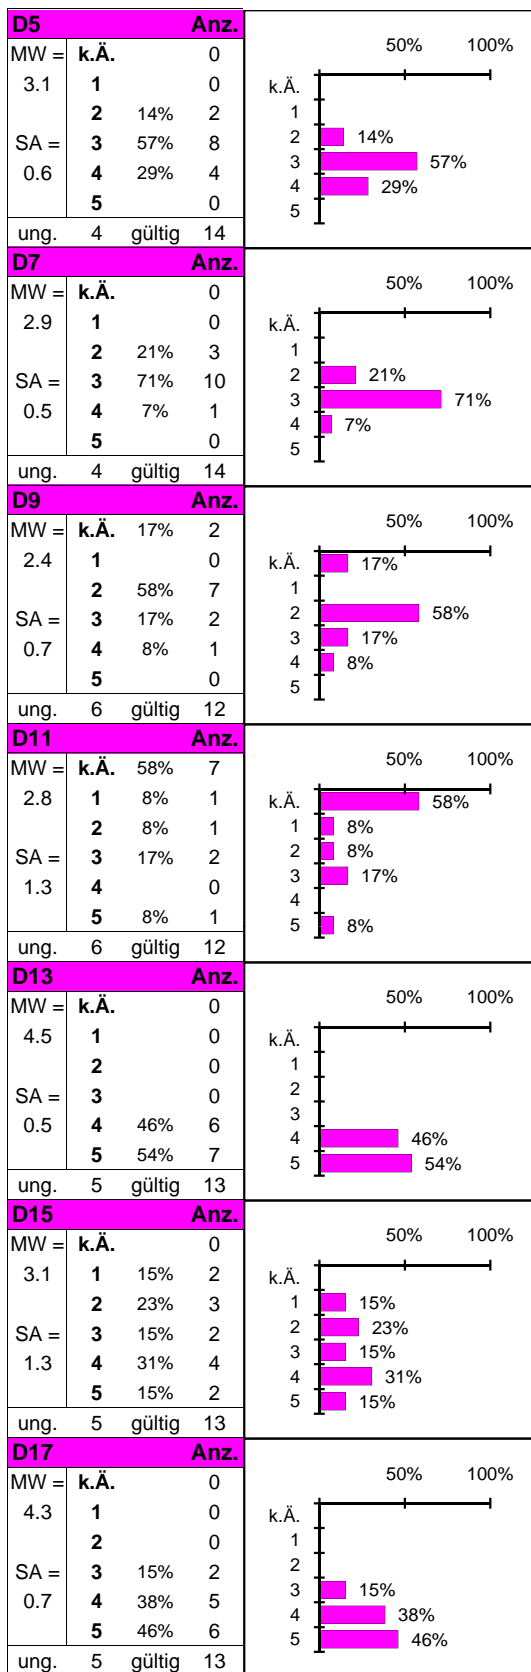 D5 Anz. 50% 100%
MW = k.Ä. 0 k.Ä.
3.1 1 0 1
2 14% 2 2 14%
SA = 3 57% 8 3 57%
0.6 4 29% 4 4 29%
5 0 5
ung. 4 gültig 14
D7 Anz. 50% 100%
MW = k.Ä. 0 k.Ä.
2.9 1 0 1
2 21% 3 2 21%
SA = 3 71% 10 3 71%
0.5 4 7% 1 4 7%
5 0 5
ung. 4 gültig 14
D9 Anz. 50% 100%
MW = k.Ä. 17% 2 k.Ä. 17%
2.4 1 0 1
2 58% 7 2 58%
SA = 3 17% 2 3 17%
0.7 4 8% 1 4 8%
5 0 5
ung. 6 gültig 12
D11 Anz. 50% 100%
MW = k.Ä. 58% 7 k.Ä. 58%
2.8 1 8% 1 1 8%
2 8% 1 2 8%
SA = 3 17% 2 3 17%
1.3 4 0 4
5 8% 1 5 8%
ung. 6 gültig 12
D13 Anz. 50% 100%
MW = k.Ä. 0 k.Ä.
4.5 1 0 1
2 0 2
SA = 3 0 3
0.5 4 46% 6 4 46%
5 54% 7 5 54%
ung. 5 gültig 13
D15 Anz. 50% 100%
MW = k.Ä. 0 k.Ä.
3.1 1 15% 2 1 15%
2 23% 3 2 23%
SA = 3 15% 2 3 15%
1.3 4 31% 4 4 31%
5 15% 2 5 15%
ung. 5 gültig 13
D17 Anz. 50% 100%
MW = k.Ä. 0 k.Ä.
4.3 1 0 1
2 0 2
SA = 3 15% 2 3 15%
0.7 4 38% 5 4 38%
5 46% 6 5 46%
ung. 5 gültig 13